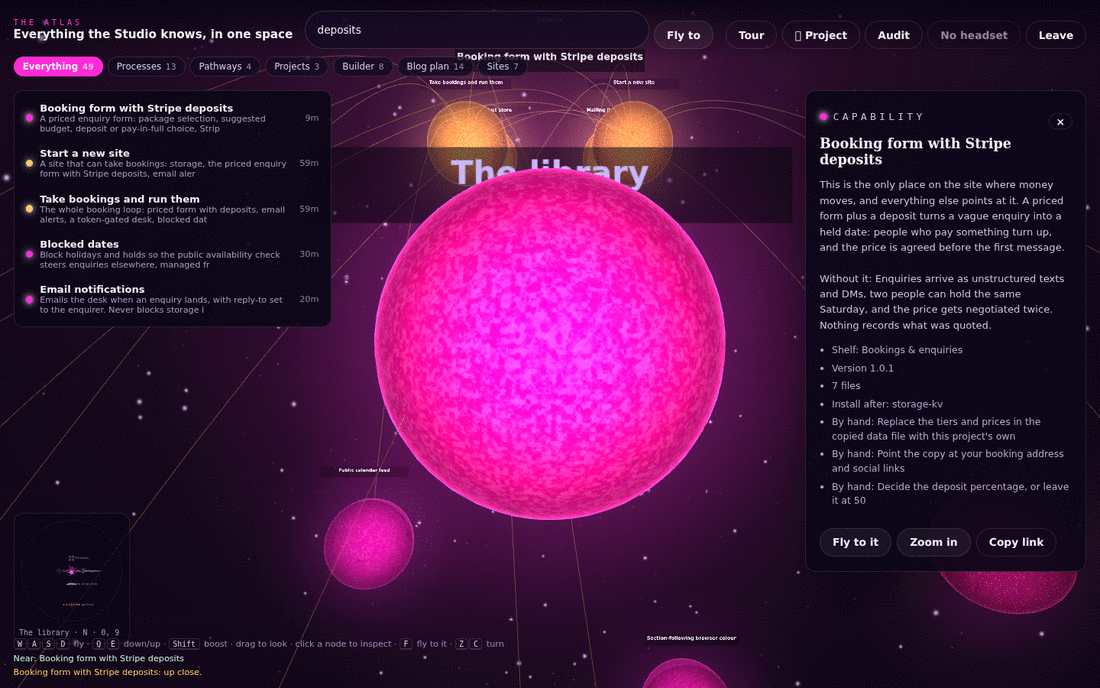 THE ATLAS
Everything the Studio knows, in one space
deposits
Fly to
Tour
Project
Audit
No headset
Leave
Everything 49
Processes 13
Pathways 4
Projects 3
Builder 8
Blog plan 14
Sites 7
Booking form with Stripe deposits
Take bookings and run them
Start a new site
Booking form with Stripe deposits
A priced enquiry form: package selection, suggested
budget, deposit or pay-in-full choice, Strip
9m
Start a new site
A site that can take bookings: storage, the priced enquiry
form with Stripe deposits, email aler
59m
Take bookings and run them
The whole booking loop: priced form with deposits, email
alerts, a token-gated desk, blocked dat
59m
Blocked dates
Block holidays and holds so the public availability check
steers enquiries elsewhere, managed fr
30m
Email notifications
Emails the desk when an enquiry lands, with reply-to set
to the enquirer. Never blocks storage i
20m
The library
Public calendar feed
Section-following browser colour
CAPABILITY
×
Booking form with Stripe
deposits
This is the only place on the site where money
moves, and everything else points at it. A priced
form plus a deposit turns a vague enquiry into a
held date: people who pay something turn up,
and the price is agreed before the first message.
Without it: Enquiries arrive as unstructured texts
and DMs, two people can hold the same
Saturday, and the price gets negotiated twice.
Nothing records what was quoted.
• Shelf: Bookings & enquiries
• Version 1.0.1
• 7 files
• Install after: storage-kv
• By hand: Replace the tiers and prices in the
copied data file with this project's own
• By hand: Point the copy at your booking address
and social links
• By hand: Decide the deposit percentage, or leave
it at 50
Fly to it
Zoom in
Copy link
The library · N · 0, 9
W A S D fly · Q E down/up · Shift boost · drag to look · click a node to inspect · F fly to it · Z C turn
Near: Booking form with Stripe deposits
Booking form with Stripe deposits: up close.